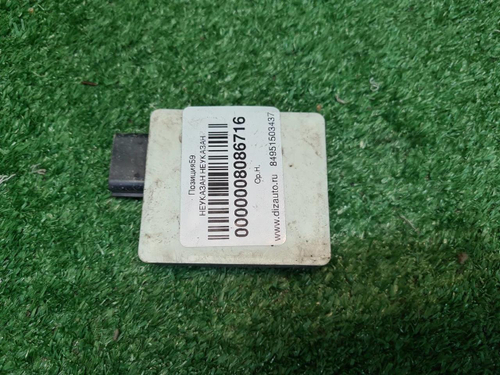 Позиция59
НЕУКАЗАН НЕУКАЗАН
0000008086716
Ор.Н.
www.dizauto.ru 84951503437